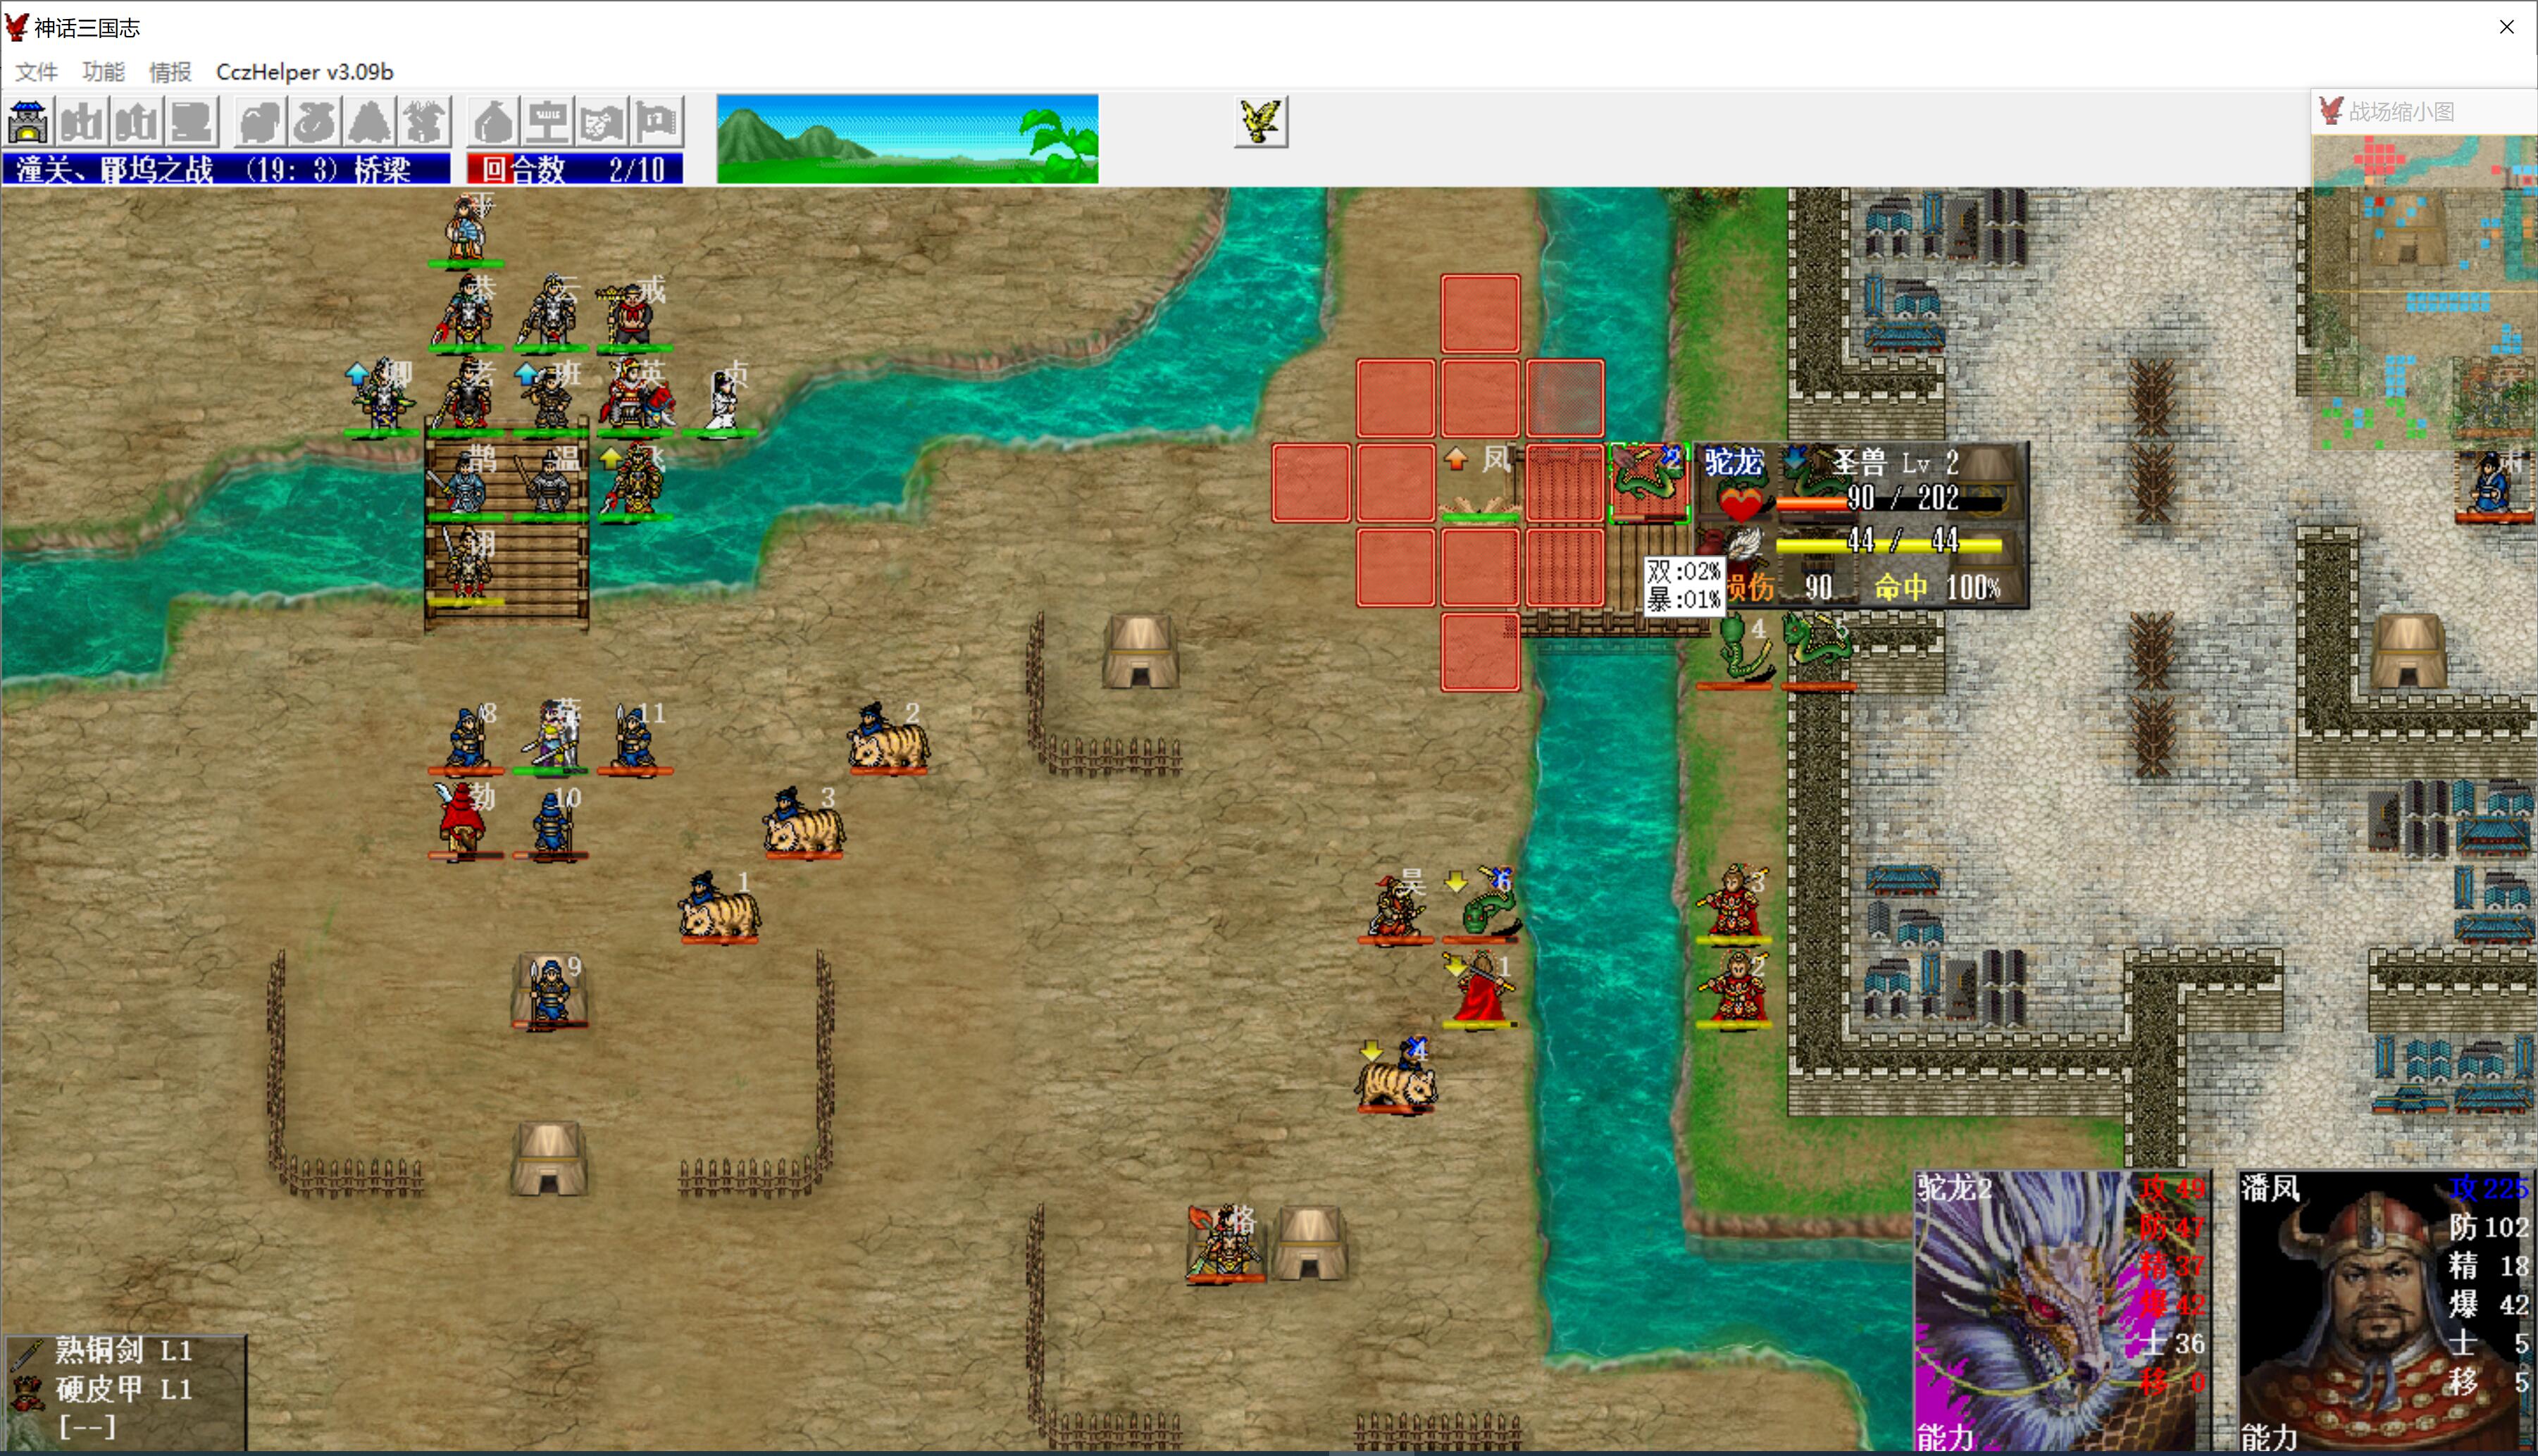 神话三国志
文件 功能 情报 CczHelper v3.09b
战场缩小图
潼关、郿坞之战 (19: 3) 桥梁
回合数 2/10
平
恭 云 戒
卿 老 班 英 贞
鹊 温 飞 凤 2 肃
驼龙 圣兽 Lv 2
90 / 202
44 / 44
损伤 90 命中 100%
双:02%
暴:01%
诩
4 5
8 11 2
勃 10 3
1 吴 6 3
9 1 2
4
格
驼龙2 攻 49
防 47
精 37
爆 42
士 36
移 0
能力
潘凤 攻 225
防 102
精 18
爆 42
士 5
移 5
能力
熟铜剑 L1
硬皮甲 L1
[--]